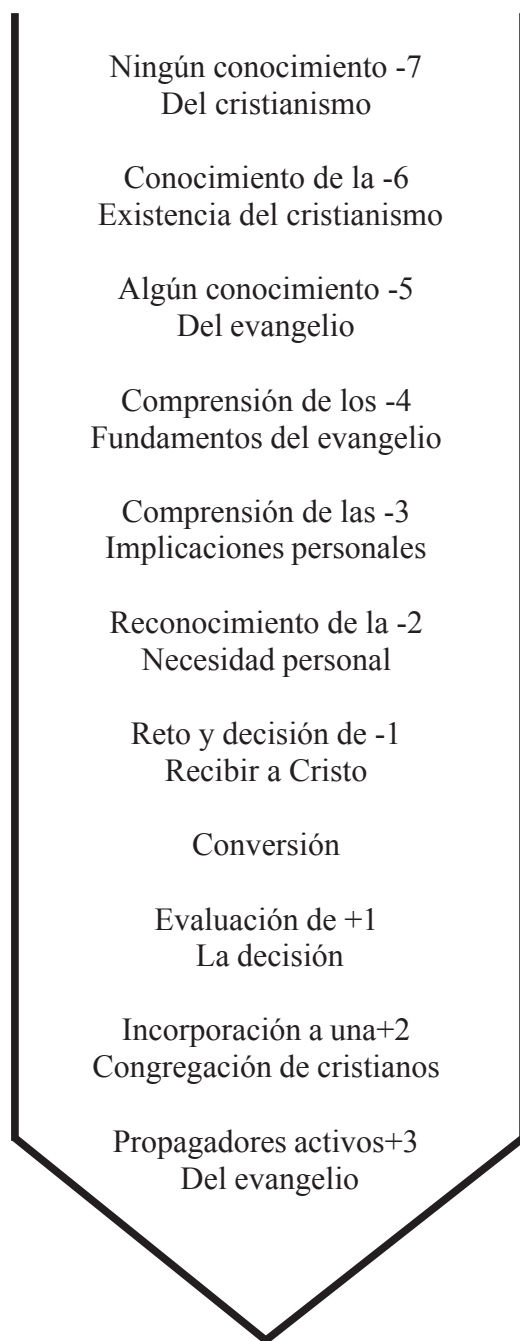 Ningún conocimiento -7
Del cristianismo
Conocimiento de la -6
Existencia del cristianismo
Algún conocimiento -5
Del evangelio
Comprensión de los -4
Fundamentos del evangelio
Comprensión de las -3
Implicaciones personales
Reconocimiento de la -2
Necesidad personal
Reto y decisión de -1
Recibir a Cristo
Conversión
Evaluación de +1
La decisión
Incorporación a una+2
Congregación de cristianos
Propagadores activos+3
Del evangelio